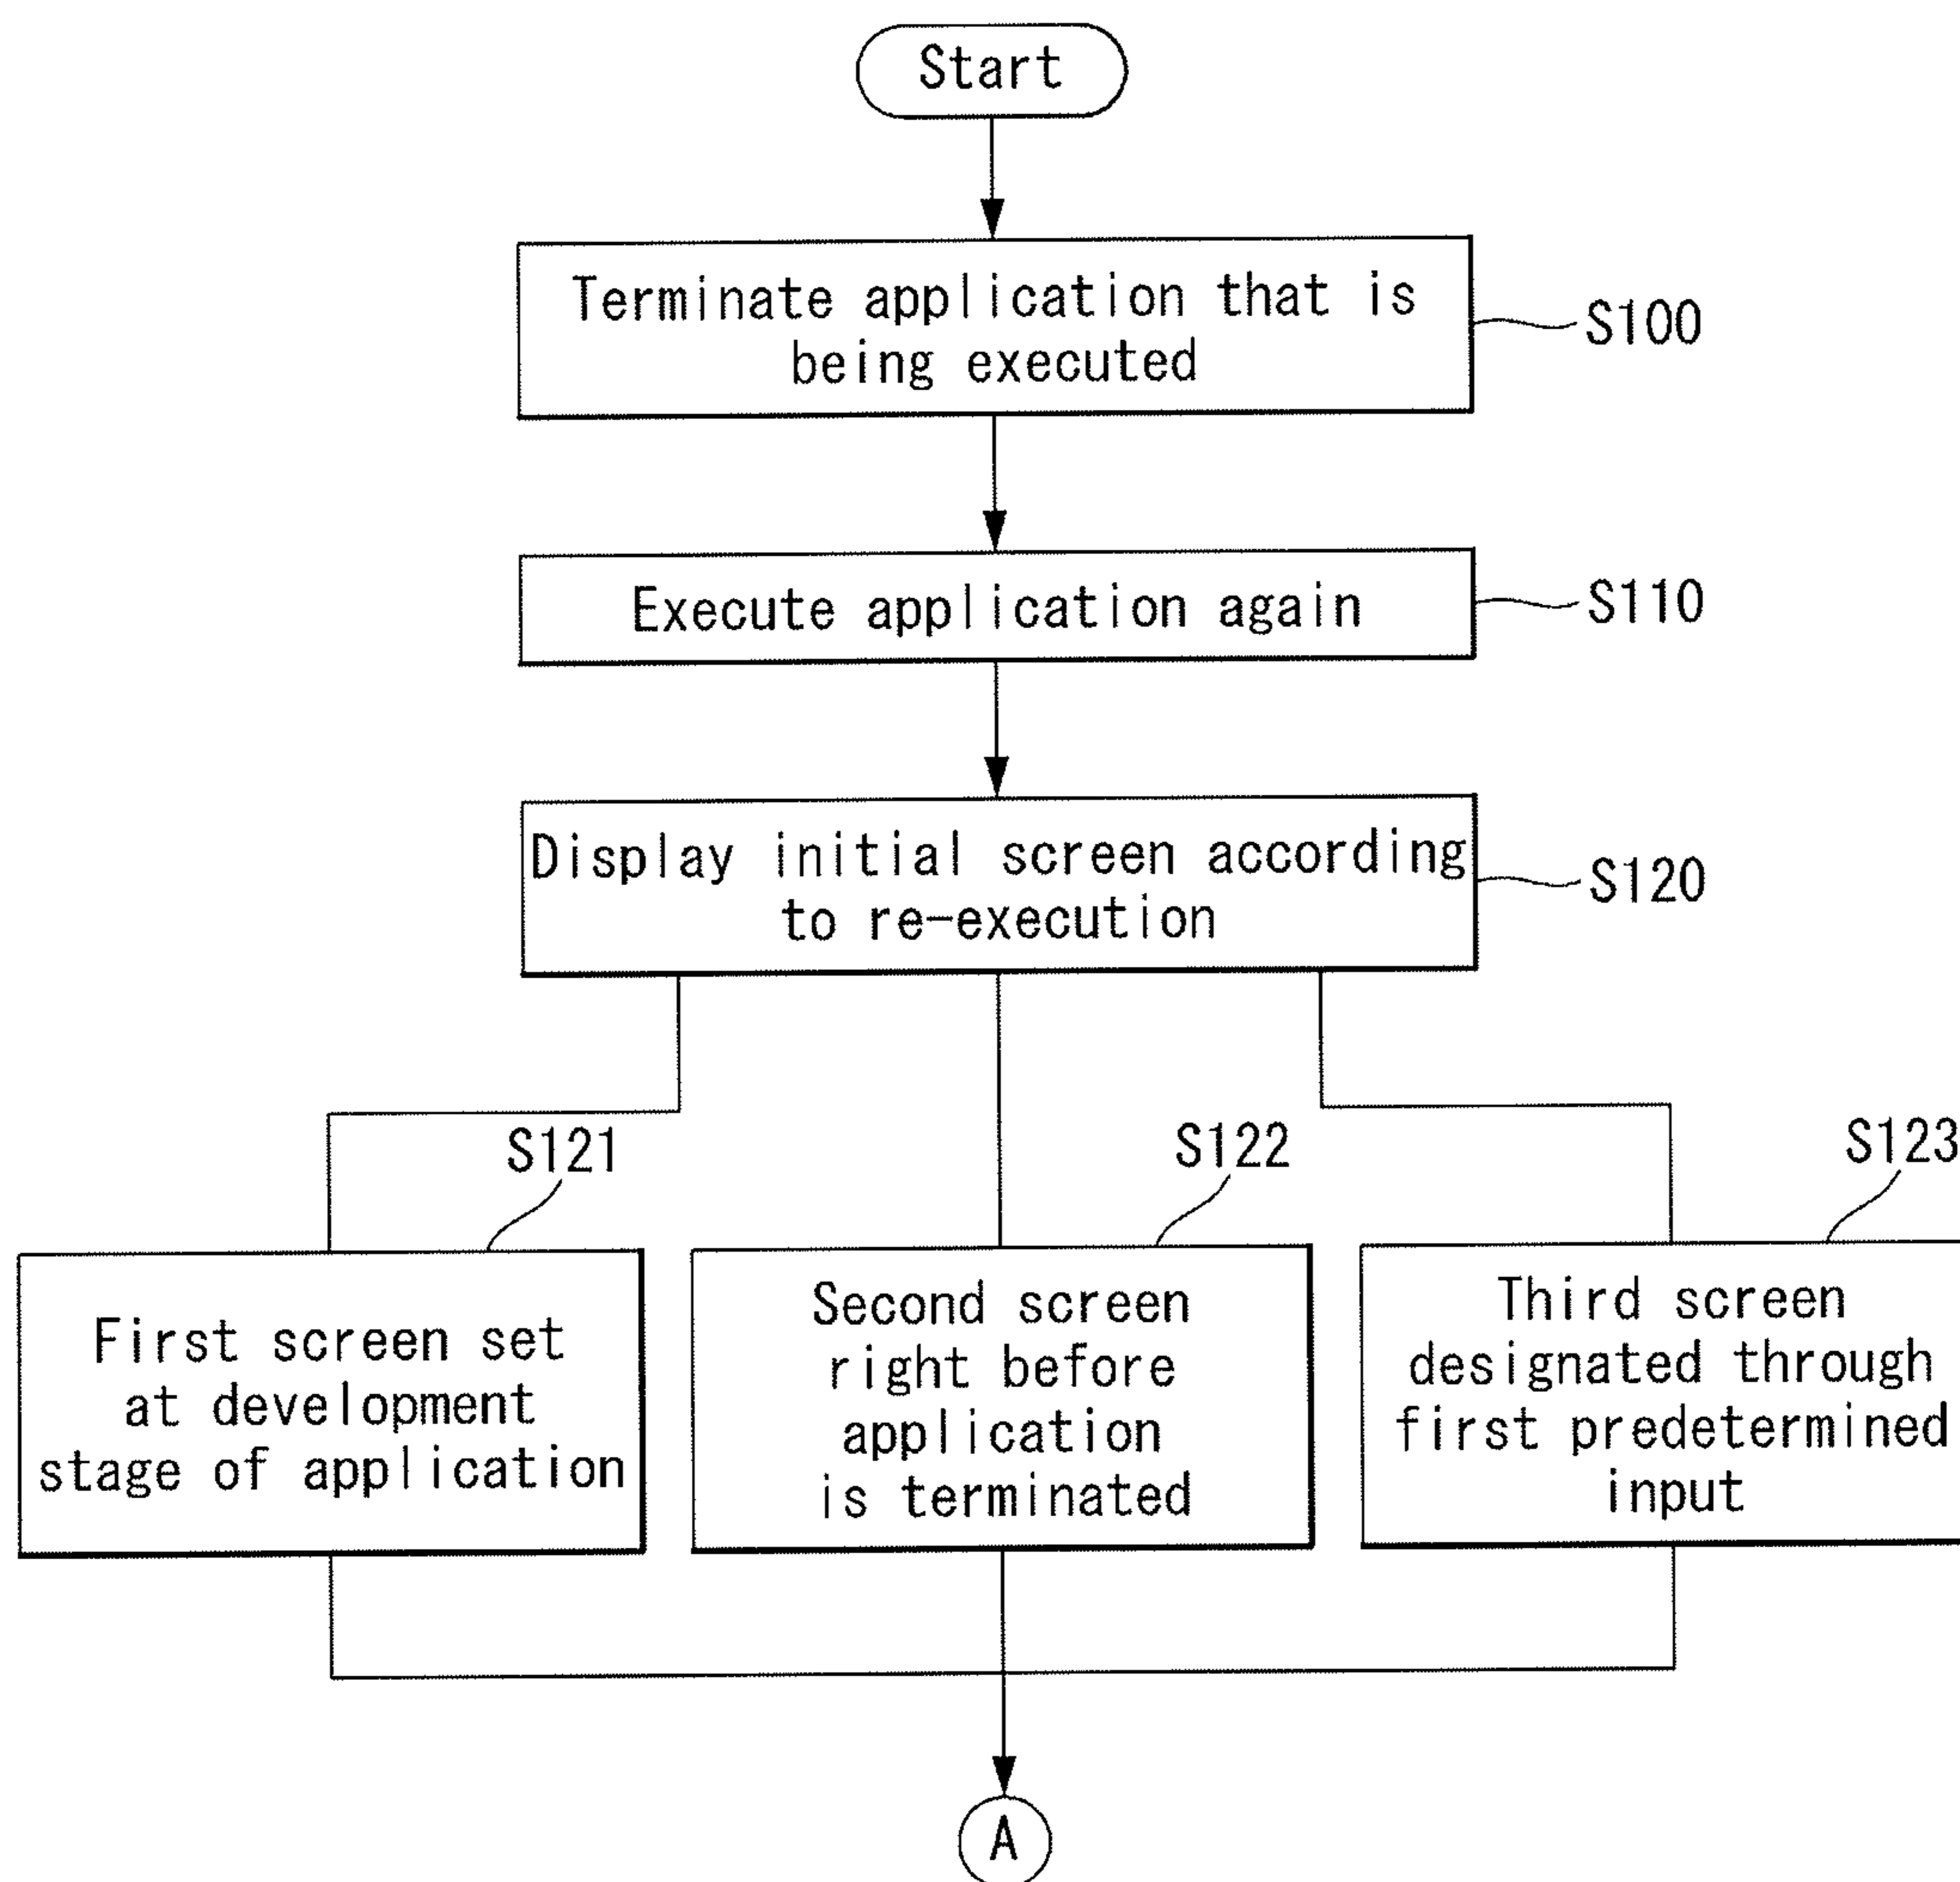 Start
Terminate application that is
being executed
S100
Execute application again
S110
Display initial screen according
to re-execution
S120
S121
S122
S123
First screen set
at development
stage of application
Second screen
right before
application
is terminated
Third screen
designated through
first predetermined
input
A